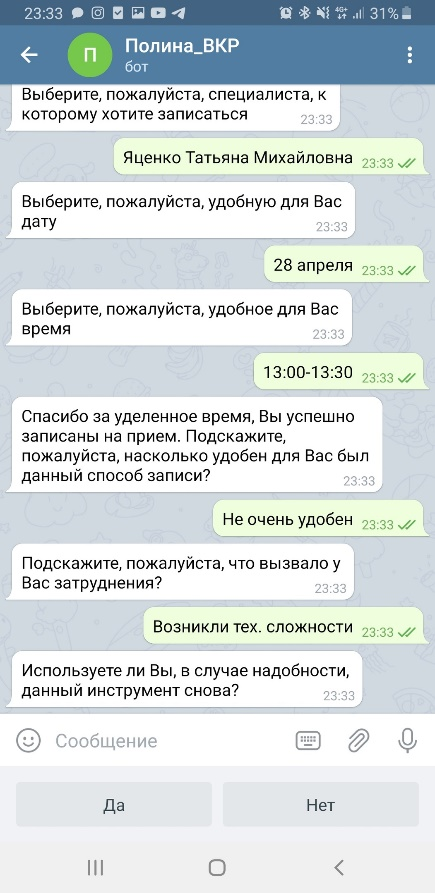 23:33
4G+
31%
Полина_ВКР
П
бот
Выберите, пожалуйста, специалиста, к
которому хотите записаться
23:33
Яценко Татьяна Михайловна 23:33
Выберите, пожалуйста, удобную для Вас
дату
23:33
28 апреля 23:33
Выберите, пожалуйста, удобное для Вас
время
23:33
13:00-13:30 23:33
Спасибо за уделенное время, Вы успешно
записаны на прием. Подскажите,
пожалуйста, насколько удобен для Вас был
данный способ записи?
23:33
Не очень удобен 23:33
Подскажите, пожалуйста, что вызвало у
Вас затруднения?
23:33
Возникли тех. сложности 23:33
Используете ли Вы, в случае надобности,
данный инструмент снова?
23:33
Сообщение
Да
Нет